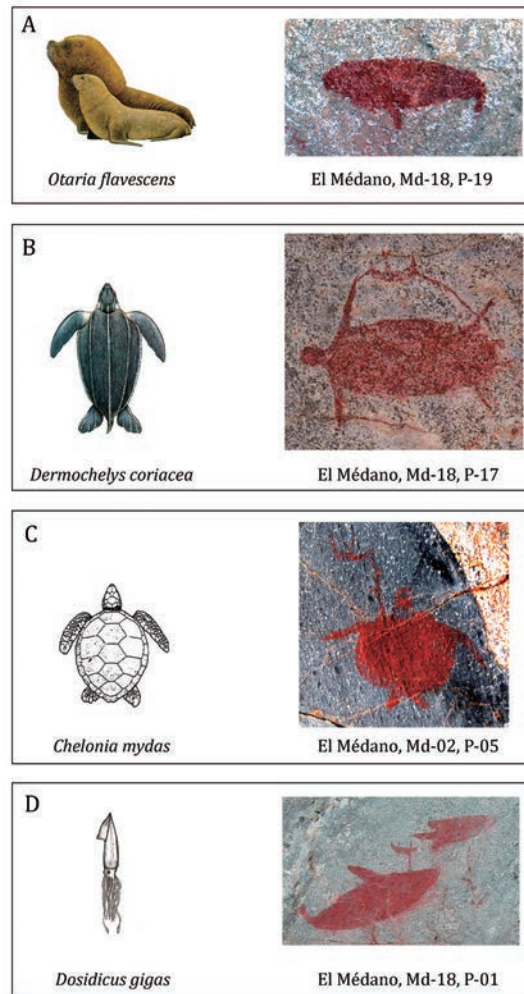 A
Otaria flavescens
El Médano, Md-18, P-19
B
Dermochelys coriacea
El Médano, Md-18, P-17
C
Chelonia mydas
El Médano, Md-02, P-05
D
Dosidicus gigas
El Médano, Md-18, P-01